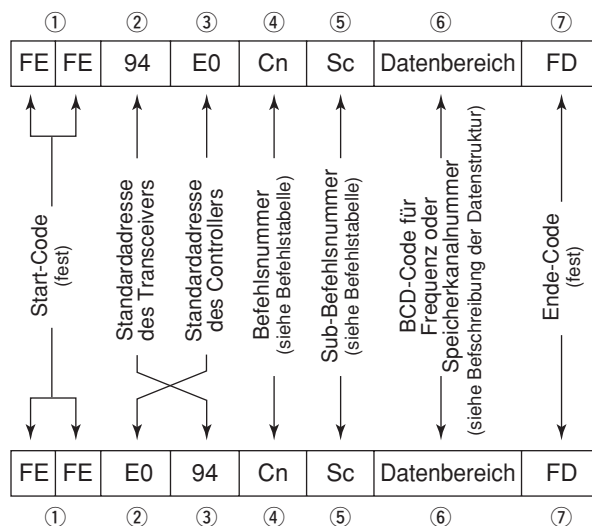 ① ② ③ ④ ⑤ ⑥ ⑦
FE FE 94 E0 Cn Sc Datenbereich FD
Start-Code
(fest)
Standardadresse
des Transceivers
Standardadresse
des Controllers
Befehlsnummer
(siehe Befehlstabelle)
Sub-Befehlsnummer
(siehe Befehlstabelle)
BCD-Code für
Frequenz oder
Speicherkanalnummer
(siehe Befschreibung der Datenstruktur)
Ende-Code
(fest)
FE FE E0 94 Cn Sc Datenbereich FD
① ② ③ ④ ⑤ ⑥ ⑦